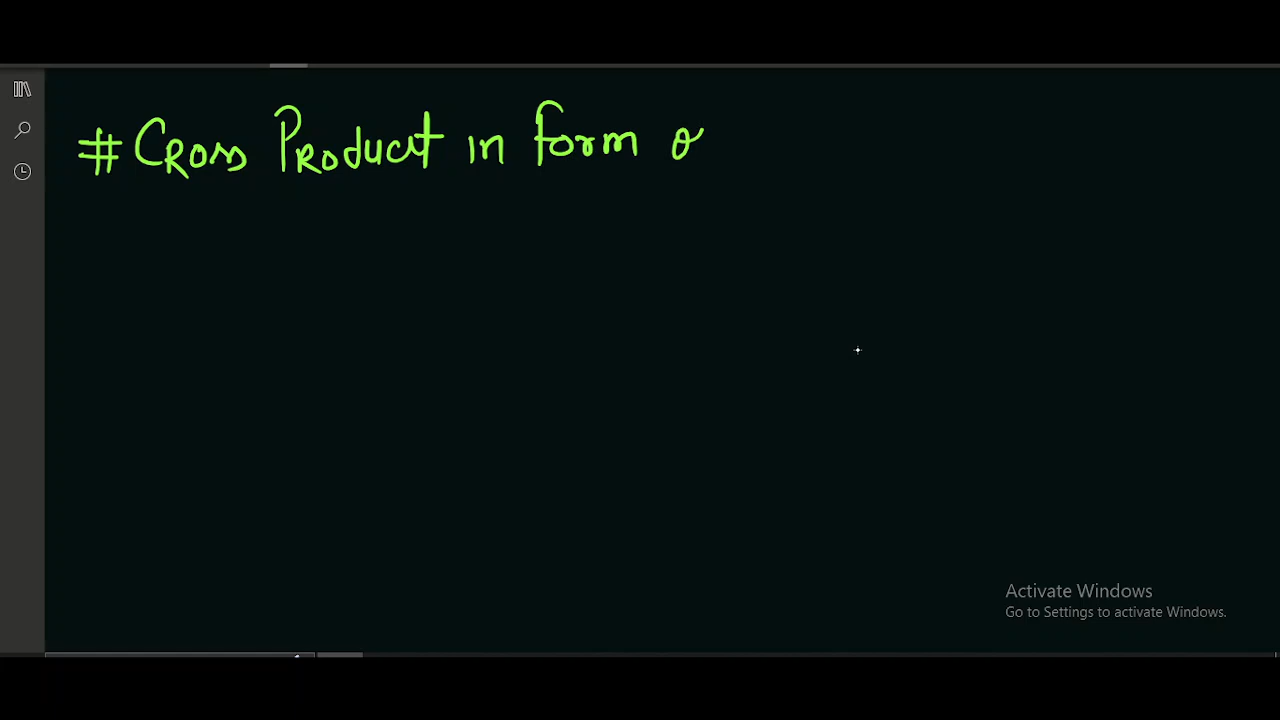 # Cross Product in form o
Activate Windows
Go to Settings to activate Windows.